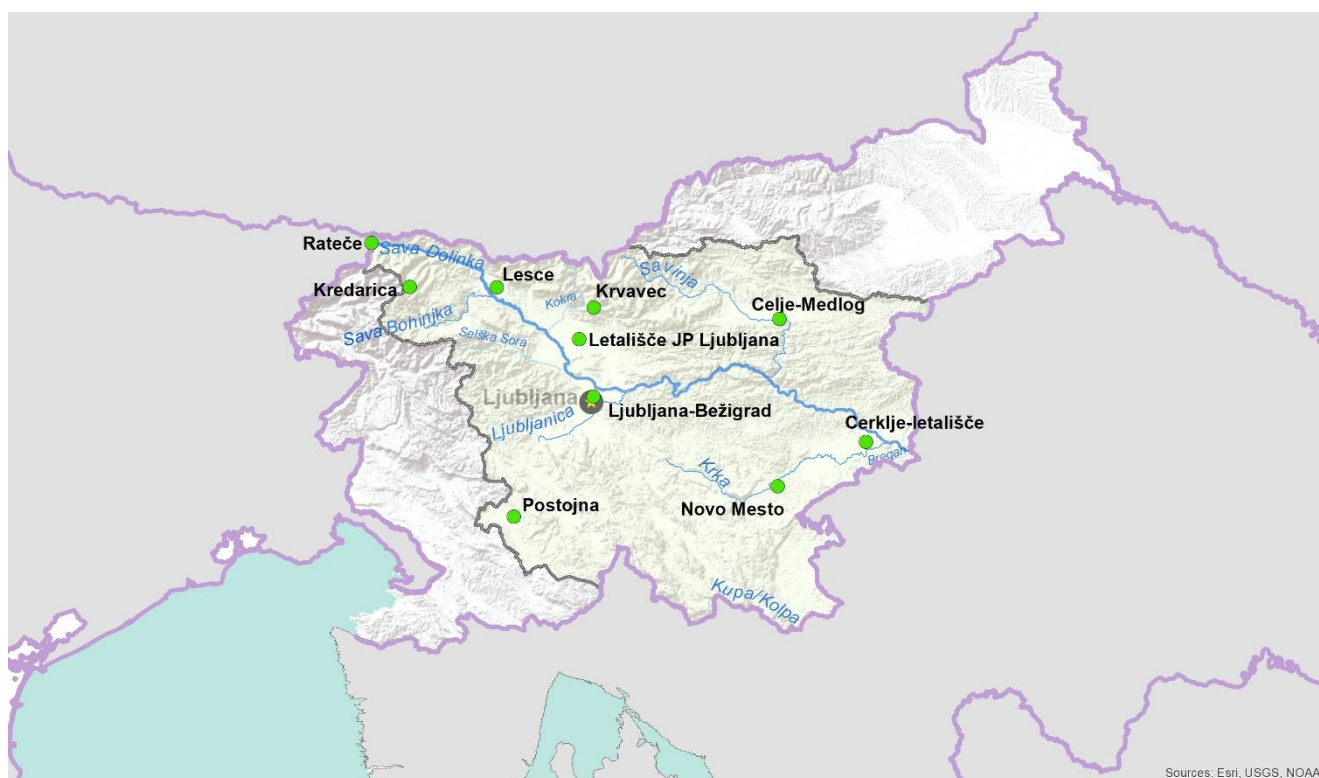 Rateče
Sava Dolinka
Kredarica
Lesce
Kokra
Krvavec
Savinja
Celje-Medlog
Sava Bohinjka
Selška Sora
Letališče JP Ljubljana
Ljubljana
Ljubljana-Bežigrad
Ljubljanica
Cerklje-letališče
Bregana
Krka
Novo Mesto
Postojna
Kupa/Kolpa
Sources: Esri, USGS, NOAA